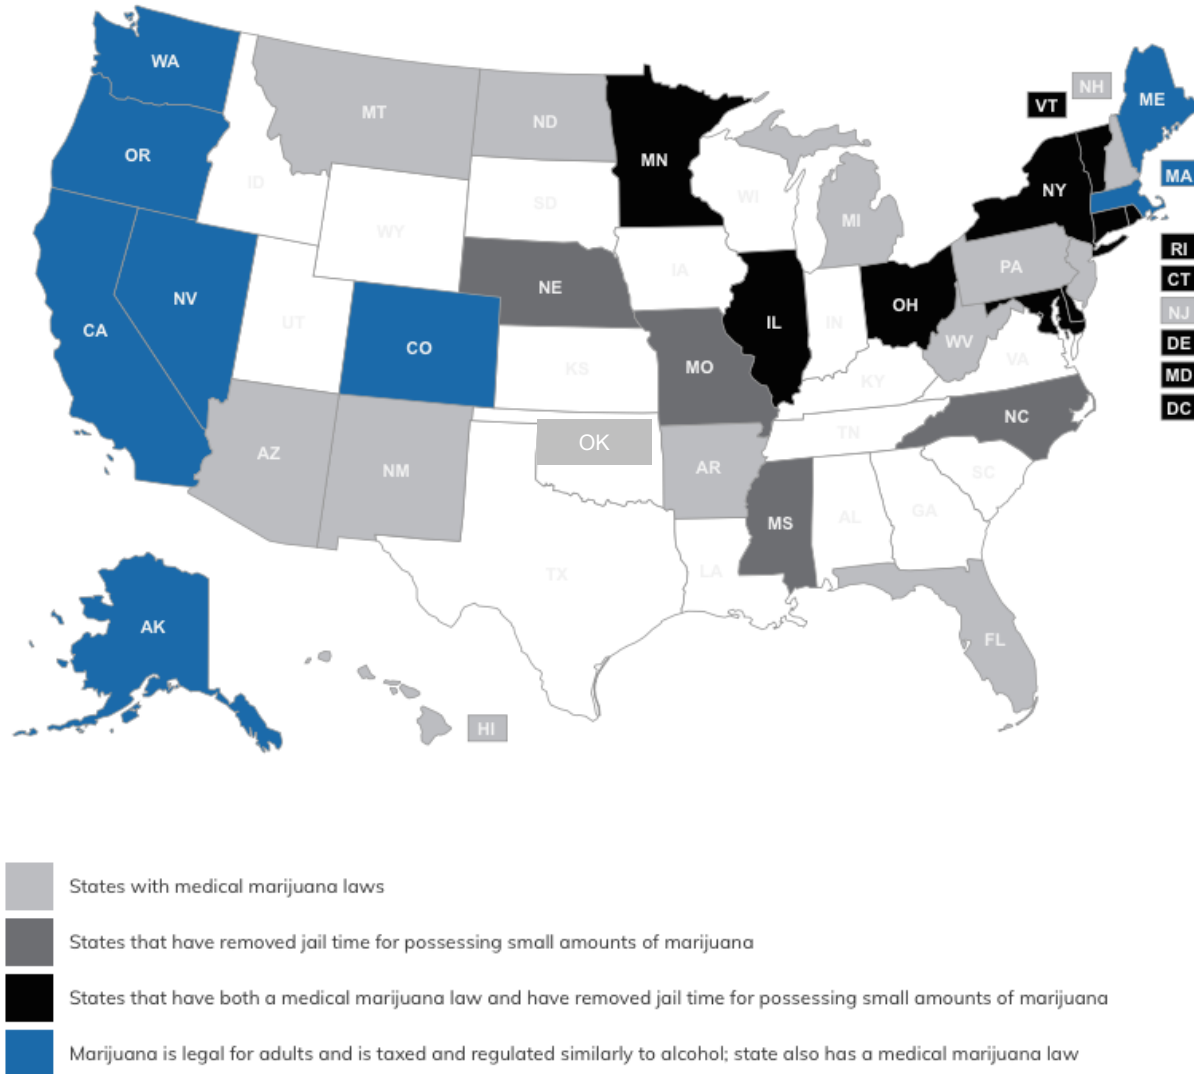 WA
MT
ND
MN
VT
NH
ME
OR
ID
SD
WI
MI
NY
MA
WY
RI
IA
PA
CT
NV
NE
NJ
CA
UT
CO
IL
IN
OH
WV
DE
VA
MD
KS
MO
KY
DC
AZ
NM
OK
AR
TN
NC
SC
MS
AL
GA
TX
LA
AK
FL
HI
States with medical marijuana laws
States that have removed jail time for possessing small amounts of marijuana
States that have both a medical marijuana law and have removed jail time for possessing small amounts of marijuana
Marijuana is legal for adults and is taxed and regulated similarly to alcohol; state also has a medical marijuana law